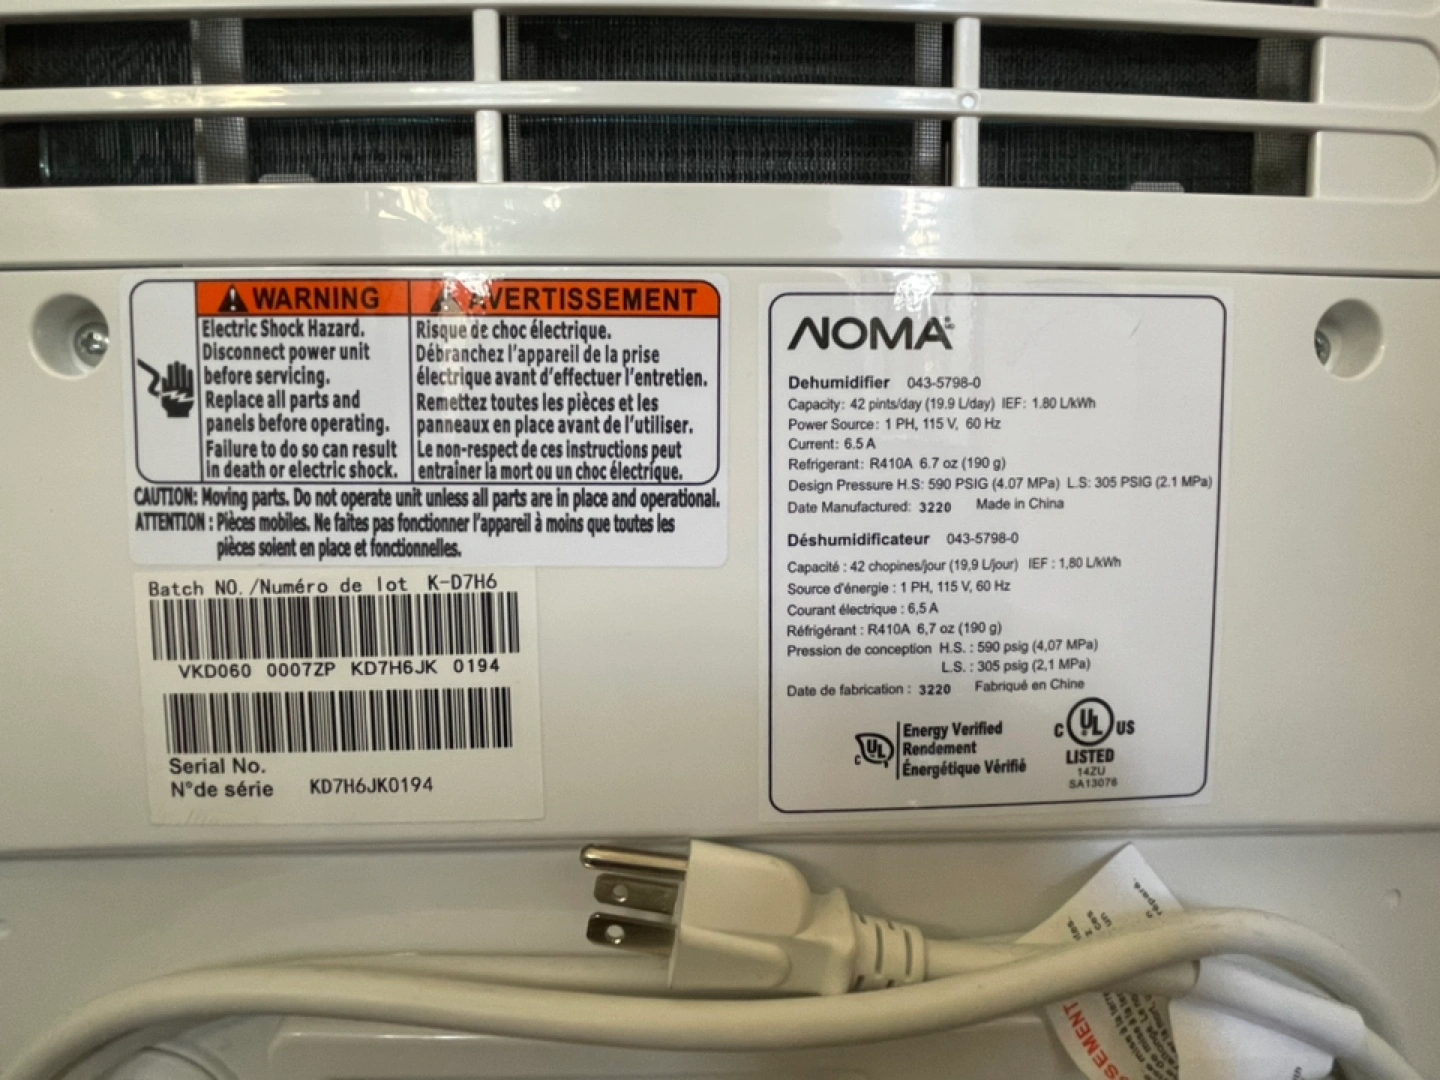 WARNING
Electric Shock Hazard.
Disconnect power unit
before servicing.
Replace all parts and
panels before operating.
Failure to do so can result
in death or electric shock.
AVERTISSEMENT
Risque de choc électrique.
Débranchez l'appareil de la prise
électrique avant d'effectuer l'entretien.
Remettez toutes les pièces et les
panneaux en place avant de l'utiliser.
Le non-respect de ces instructions peut
entraîner la mort ou un choc électrique.
CAUTION: Moving parts. Do not operate unit unless all parts are in place and operational.
ATTENTION : Pièces mobiles. Ne faites pas fonctionner l'appareil à moins que toutes les
pièces soient en place et fonctionnelles.
Batch NO. /Numéro de lot K-D7H6
VKD060 0007ZP KD7H6JK 0194
Serial No.
N°de série KD7H6JK0194
NOMA
Dehumidifier 043-5798-0
Capacity: 42 pints/day (19.9 L/day) IEF: 1.80 L/kWh
Power Source: 1 PH, 115 V, 60 Hz
Current: 6.5 A
Refrigerant: R410A 6.7 oz (190 g)
Design Pressure H.S: 590 PSIG (4.07 MPa) L.S: 305 PSIG (2.1 MPa)
Date Manufactured: 3220 Made in China
Déshumidificateur 043-5798-0
Capacité : 42 chopines/jour (19,9 L/jour) IEF : 1,80 L/kWh
Source d'énergie : 1 PH, 115 V, 60 Hz
Courant électrique : 6,5 A
Réfrigérant : R410A 6,7 oz (190 g)
Pression de conception H.S. : 590 psig (4,07 MPa)
L.S. : 305 psig (2,1 MPa)
Date de fabrication : 3220 Fabriqué en Chine
C UL
Energy Verified
Rendement
Énergétique Vérifié
C UL US
LISTED
14ZU
SA13076
réparé.